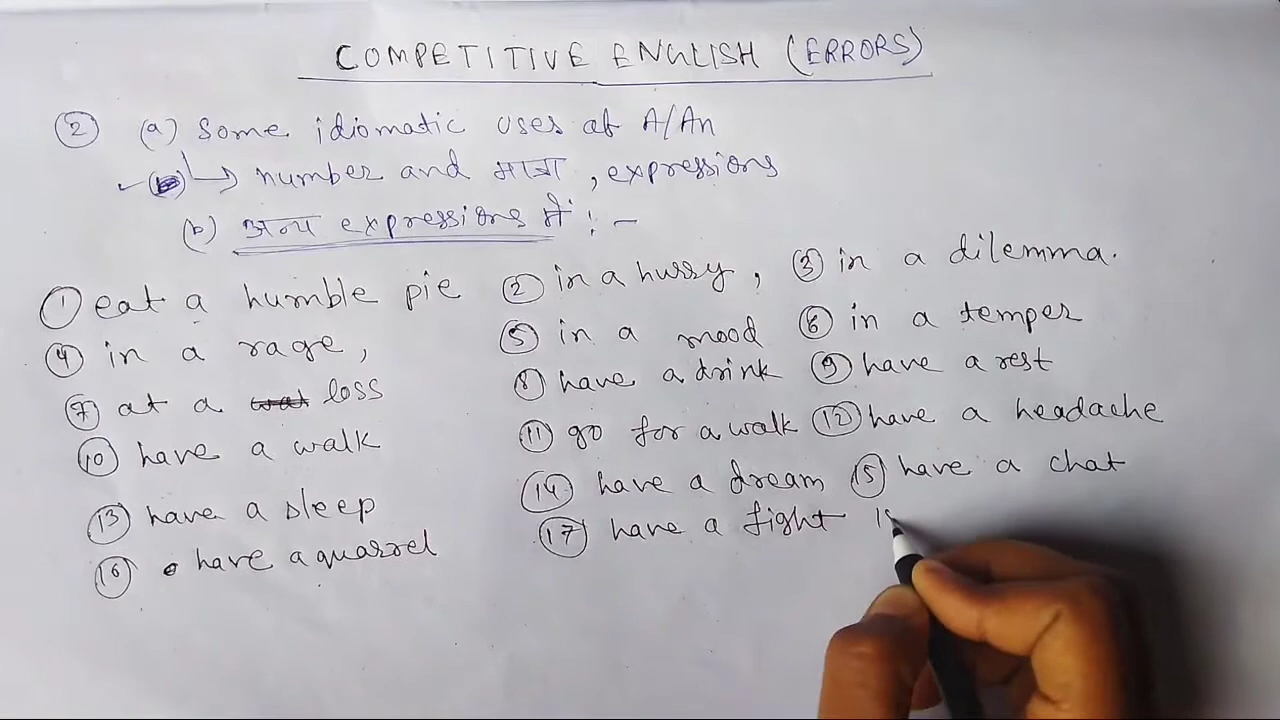 COMPETITIVE ENGLISH (ERRORS)
② (a) Some idiomatic uses of A/An
↳ number and मात्रा, expressions
(b) अन्य expressions में : -
① eat a humble pie ② in a hurry, ③ in a dilemma.
④ in a rage, ⑤ in a mood ⑥ in a temper
⑦ at a loss ⑧ have a drink ⑨ have a rest
⑩ have a walk ⑪ go for a walk ⑫ have a headache
⑬ have a sleep ⑭ have a dream ⑮ have a chat
⑯ have a quarrel ⑰ have a fight